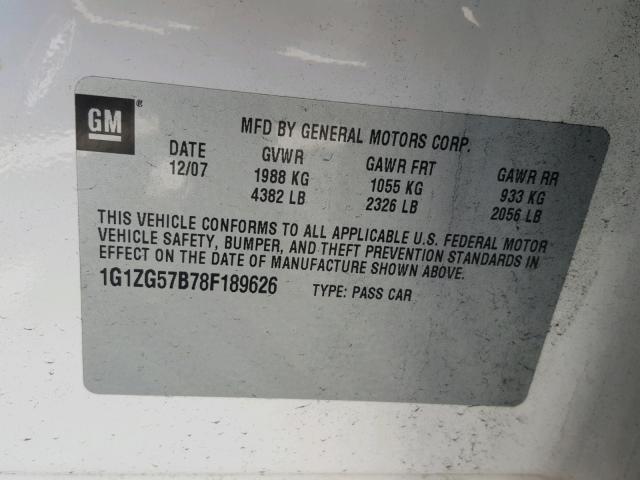 GM®
MFD BY GENERAL MOTORS CORP.
DATE GVWR GAWR FRT GAWR RR
12/07 1988 KG 1055 KG 933 KG
4382 LB 2326 LB 2056 LB
THIS VEHICLE CONFORMS TO ALL APPLICABLE U.S. FEDERAL MOTOR
VEHICLE SAFETY, BUMPER, AND THEFT PREVENTION STANDARDS IN
EFFECT ON THE DATE OF MANUFACTURE SHOWN ABOVE.
1G1ZG57B78F189626 TYPE: PASS CAR